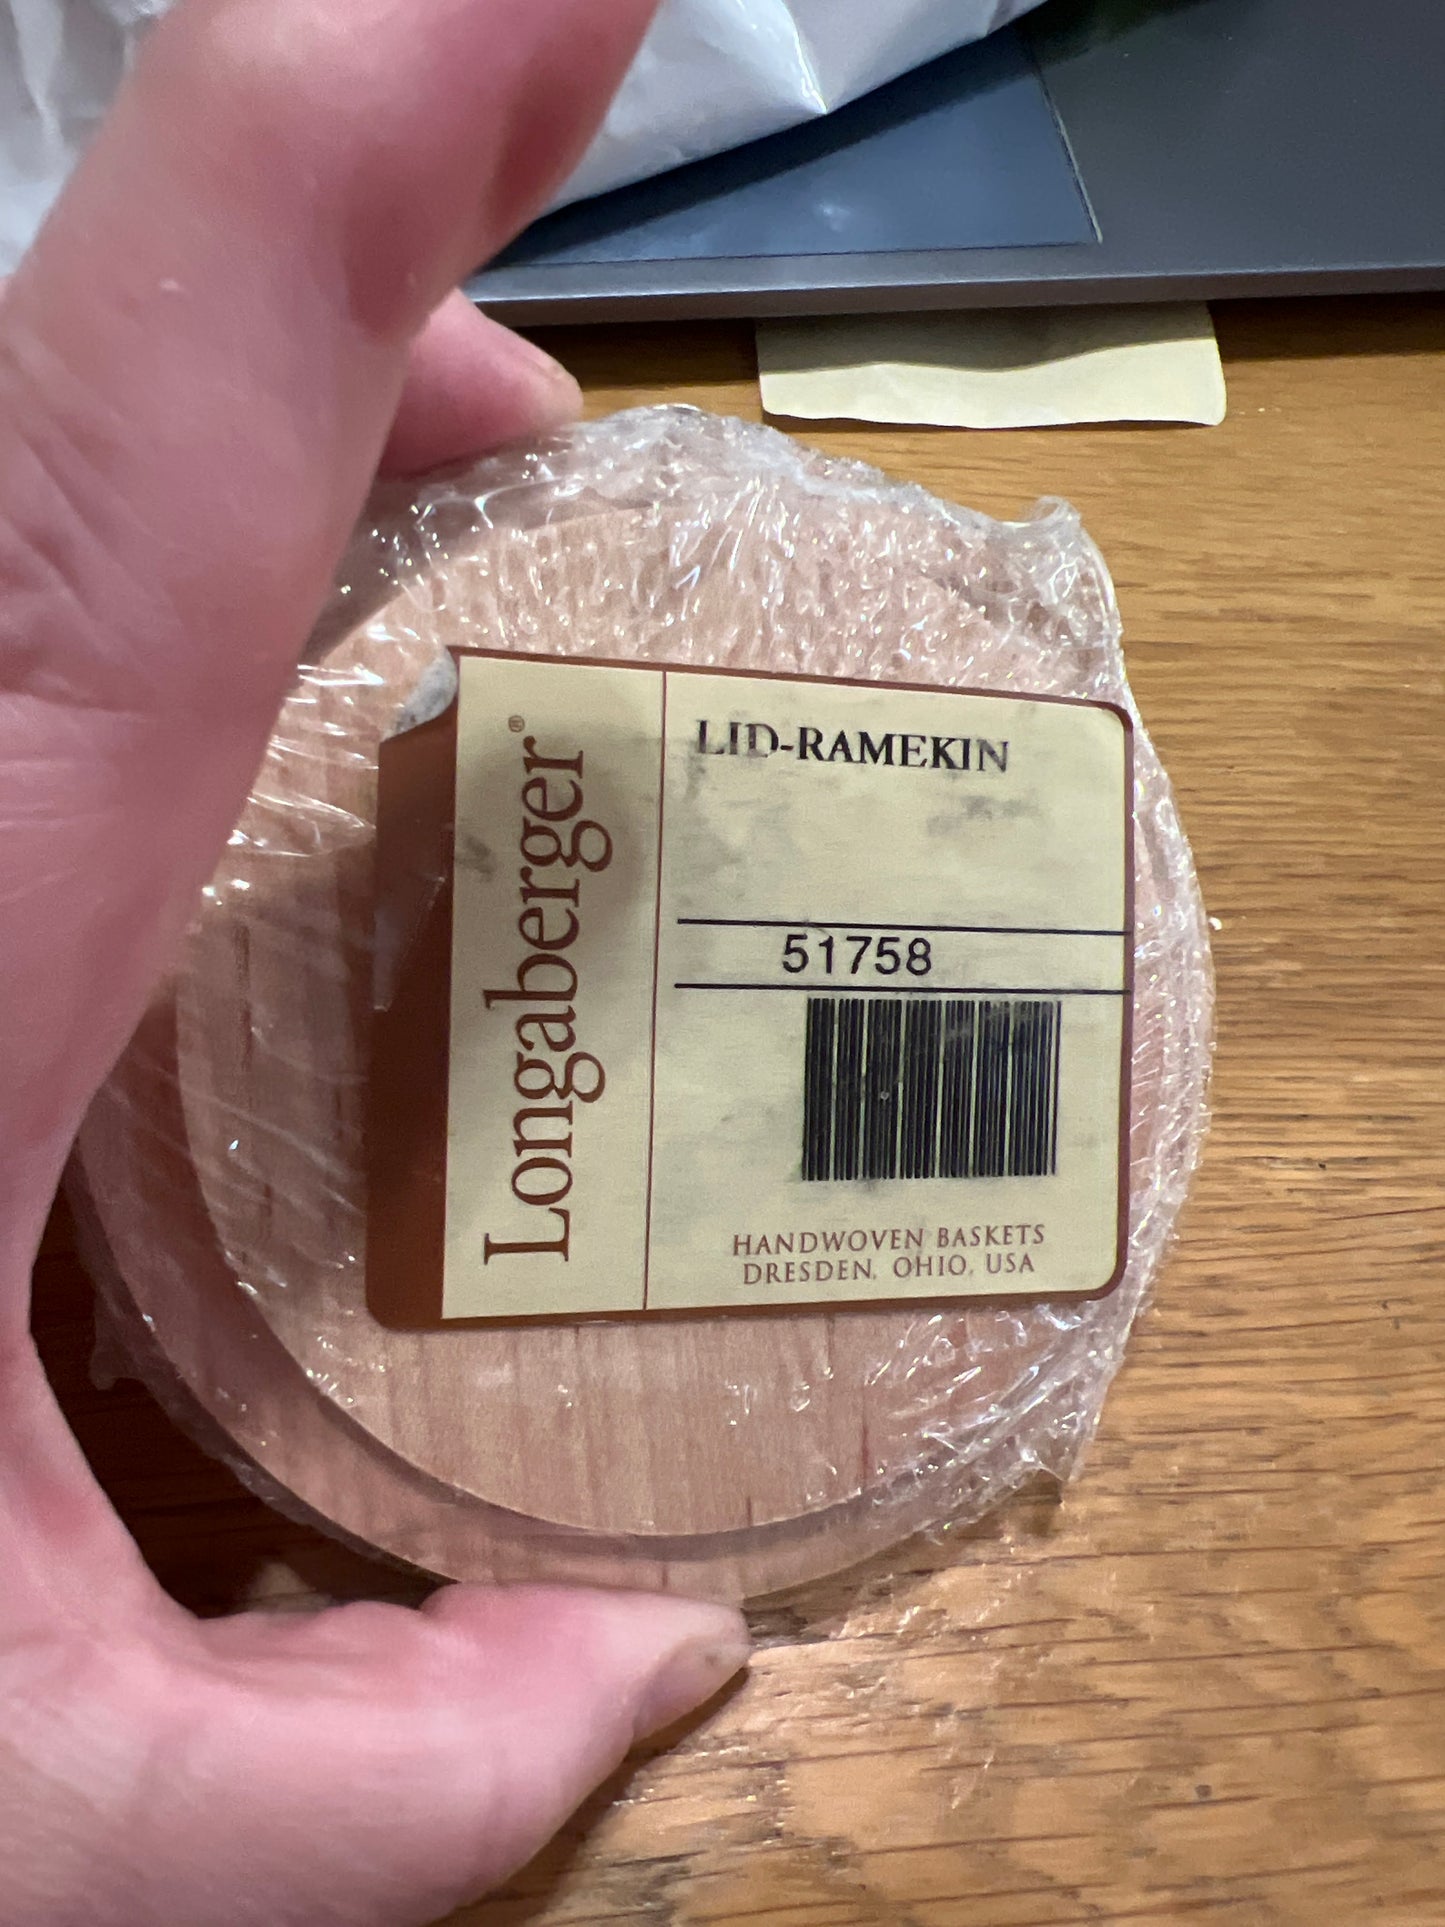 Longaberger®
LID-RAMEKIN
51758
HANDWOVEN BASKETS
DRESDEN, OHIO, USA